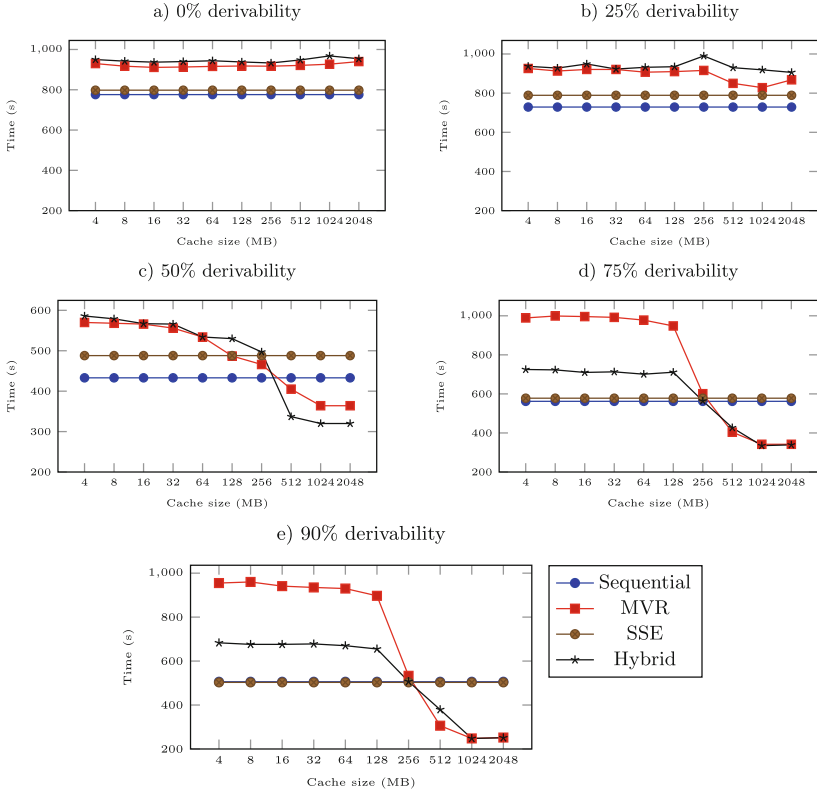 a) 0% derivability
1,000
800
600
400
200
Time (s)
4 8 16 32 64 128 256 512 1024 2048
Cache size (MB)
b) 25% derivability
1,000
800
600
400
200
Time (s)
4 8 16 32 64 128 256 512 1024 2048
Cache size (MB)
c) 50% derivability
600
500
400
300
200
Time (s)
4 8 16 32 64 128 256 512 1024 2048
Cache size (MB)
d) 75% derivability
1,000
800
600
400
200
Time (s)
4 8 16 32 64 128 256 512 1024 2048
Cache size (MB)
e) 90% derivability
1,000
800
600
400
200
Time (s)
4 8 16 32 64 128 256 512 1024 2048
Cache size (MB)
Sequential
MVR
SSE
Hybrid